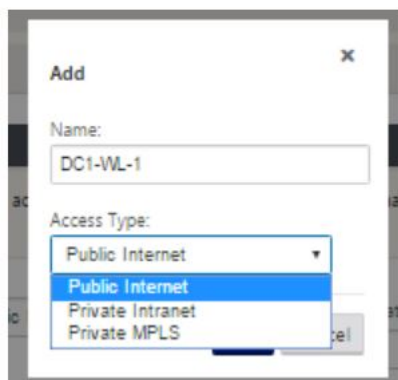 Add
×
Name:
DC1-WL-1
Access Type:
Public Internet
Public Internet
Private Intranet
Private MPLS